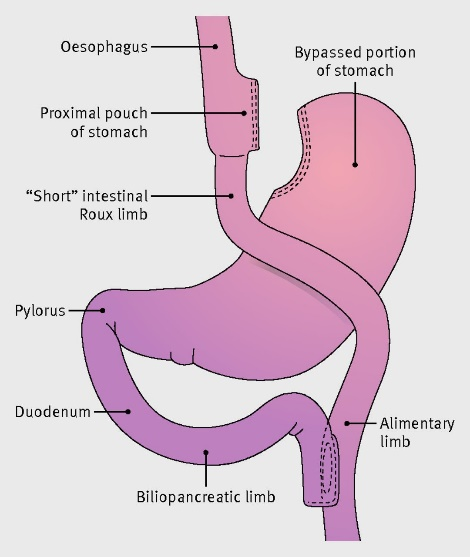 Oesophagus
Bypassed portion
of stomach
Proximal pouch
of stomach
“Short” intestinal
Roux limb
Pylorus
Duodenum
Alimentary
limb
Biliopancreatic limb